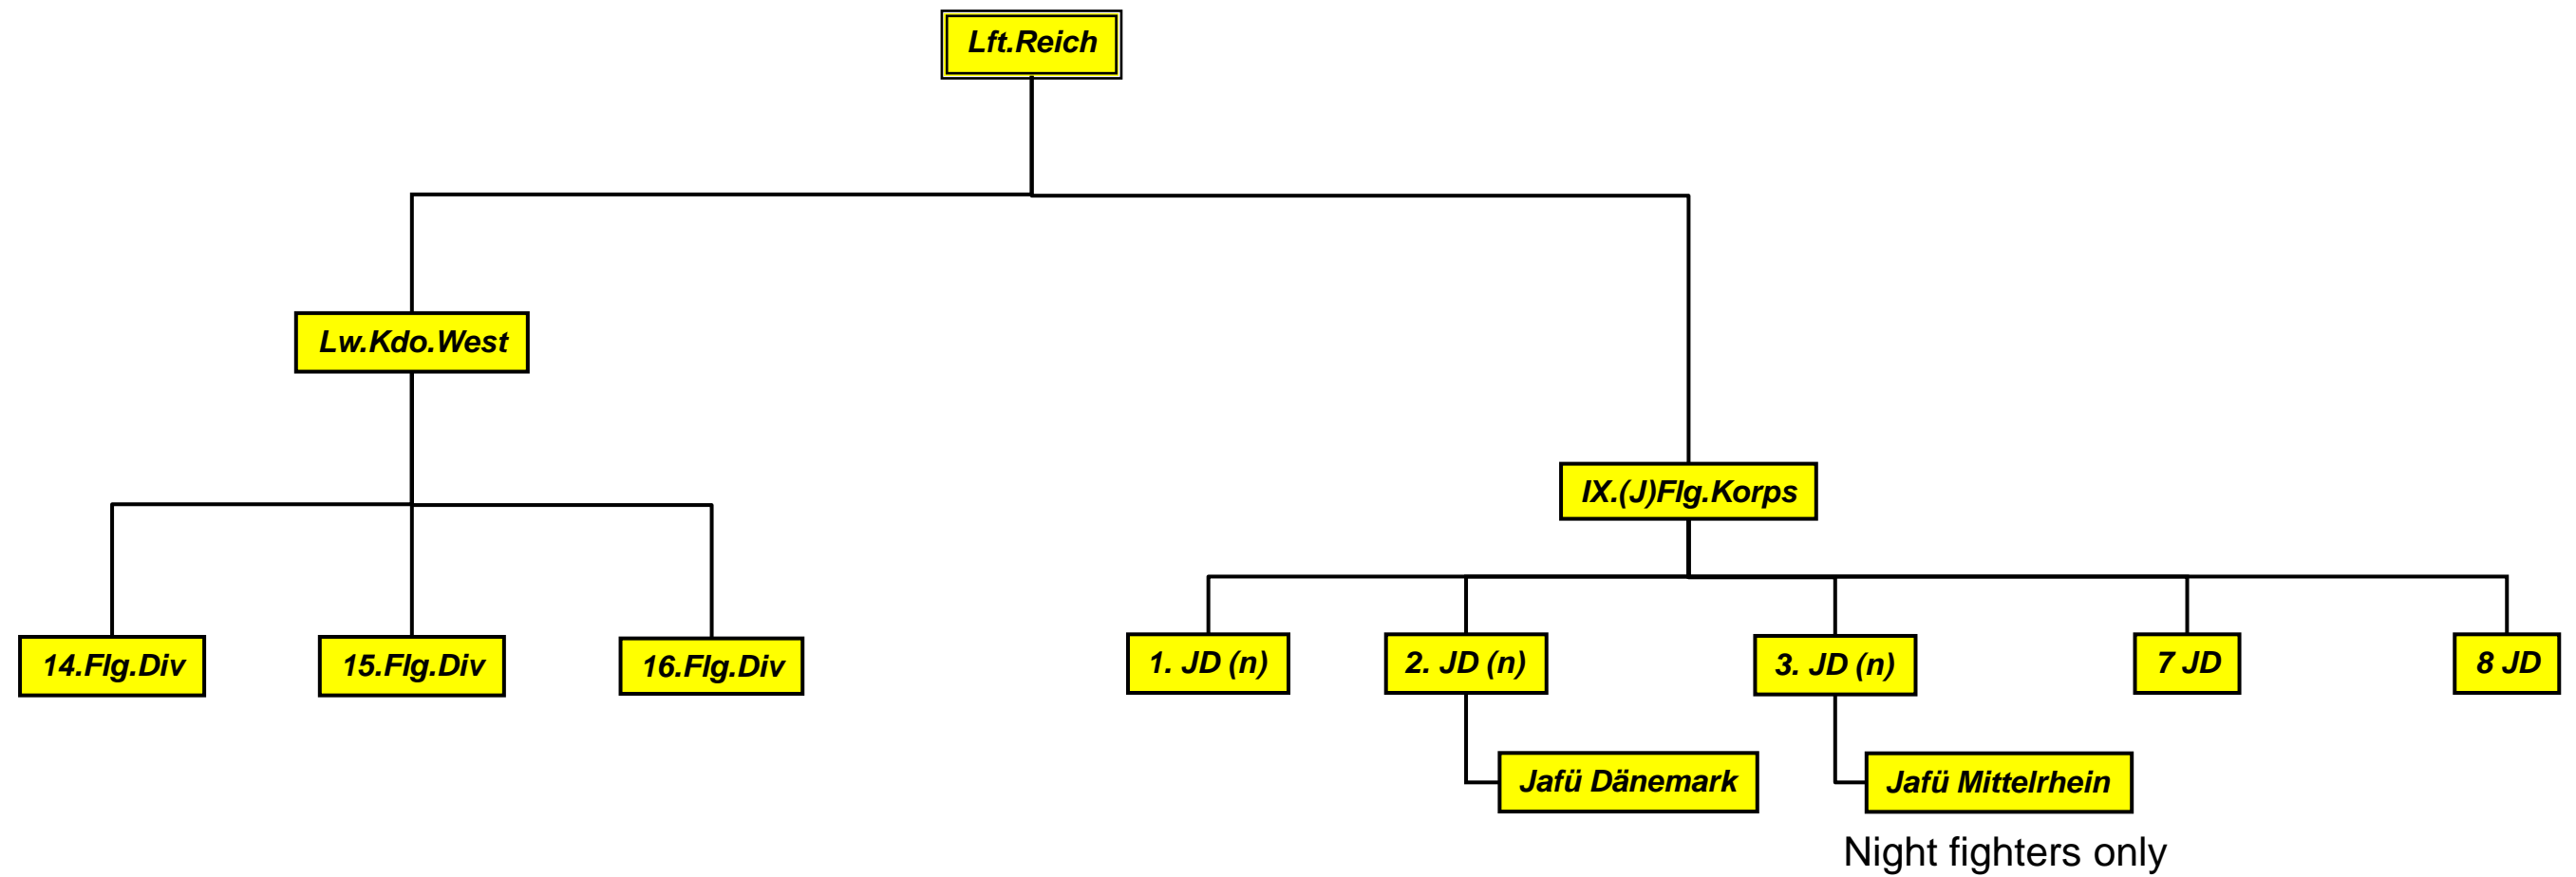 Lft.Reich
Lw.Kdo.West
IX.(J)Flg.Korps
14.Flg.Div
15.Flg.Div
16.Flg.Div
1. JD (n)
2. JD (n)
3. JD (n)
7 JD
8 JD
Jafü Dänemark
Jafü Mittelrhein
Night fighters only